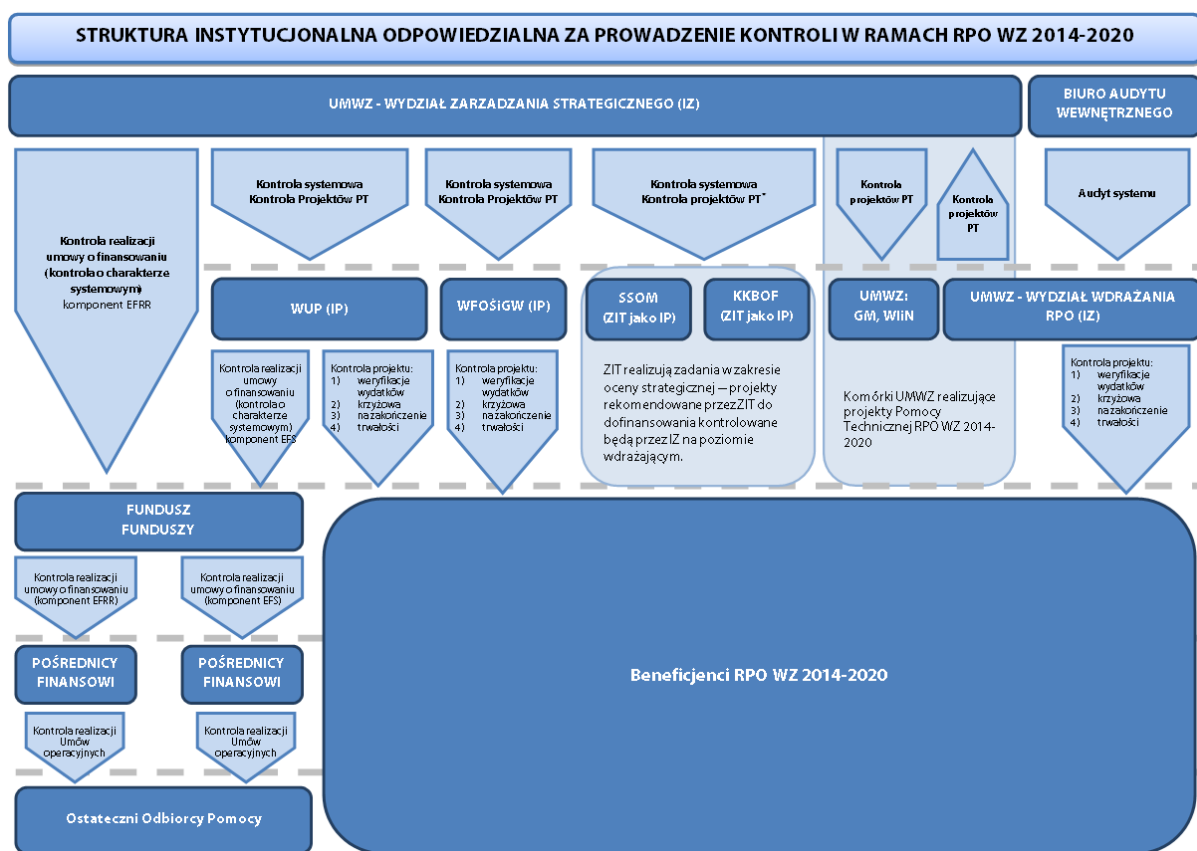 STRUKTURA INSTYTUCJONALNA ODPOWIEDZIALNA ZA PROWADZENIE KONTROLI W RAMACH RPO WZ 2014-2020
UMWZ - WYDZIAŁ ZARZADZANIA STRATEGICZNEGO (IZ)
BIURO AUDYTU
WEWNĘTRZNEGO
Kontrola realizacji
umowy o finansowaniu
(kontrola o charakterze
systemowym)
komponent EFRR
Kontrola systemowa
Kontrola Projektów PT
Kontrola systemowa
Kontrola Projektów PT
Kontrola systemowa
Kontrola projektów PT*
Kontrola
projektów PT
Kontrola
projektów
PT
Audyt systemu
WUP (IP)
WFOŚiGW (IP)
SSOM
(ZIT jako IP)
KKBOF
(ZIT jako IP)
UMWZ:
GM, WIiN
UMWZ - WYDZIAŁ WDRAŻANIA
RPO (IZ)
Kontrola realizacji
umowy
o finansowaniu
(kontrola o
charakterze
systemowym)
komponent EFS
Kontrola projektu:
1) weryfikacje
wydatków
2) krzyżowa
3) na zakończenie
4) trwałości
Kontrola projektu:
1) weryfikacje
wydatków
2) krzyżowa
3) na zakończenie
4) trwałości
ZIT realizują zadania w zakresie
oceny strategicznej – projekty
rekomendowane przez ZIT do
dofinansowania kontrolowane
będą przez IZ na poziomie
wdrażającym.
Komórki UMWZ realizujące
projekty Pomocy
Technicznej RPO WZ 2014-
2020
Kontrola projektu:
1) weryfikacje
wydatków
2) krzyżowa
3) na zakończenie
4) trwałości
FUNDUSZ
FUNDUSZY
Kontrola realizacji
umowy o finansowaniu
(komponent EFRR)
Kontrola realizacji
umowy o finansowaniu
(komponent EFS)
POŚREDNICY
FINANSOWI
POŚREDNICY
FINANSOWI
Kontrola realizacji
Umów
operacyjnych
Kontrola realizacji
Umów
operacyjnych
Ostateczni Odbiorcy Pomocy
Beneficjenci RPO WZ 2014-2020